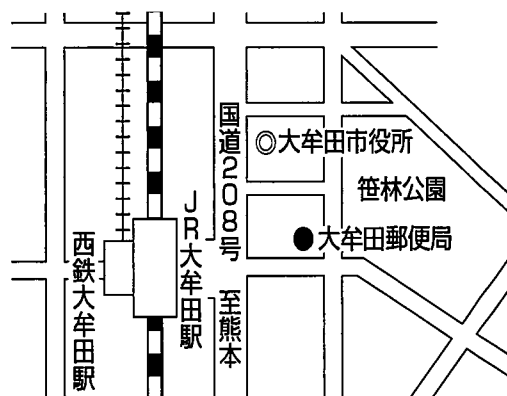 国道208号
至熊本
大牟田市役所
笹林公園
大牟田郵便局
JR大牟田駅
西鉄大牟田駅